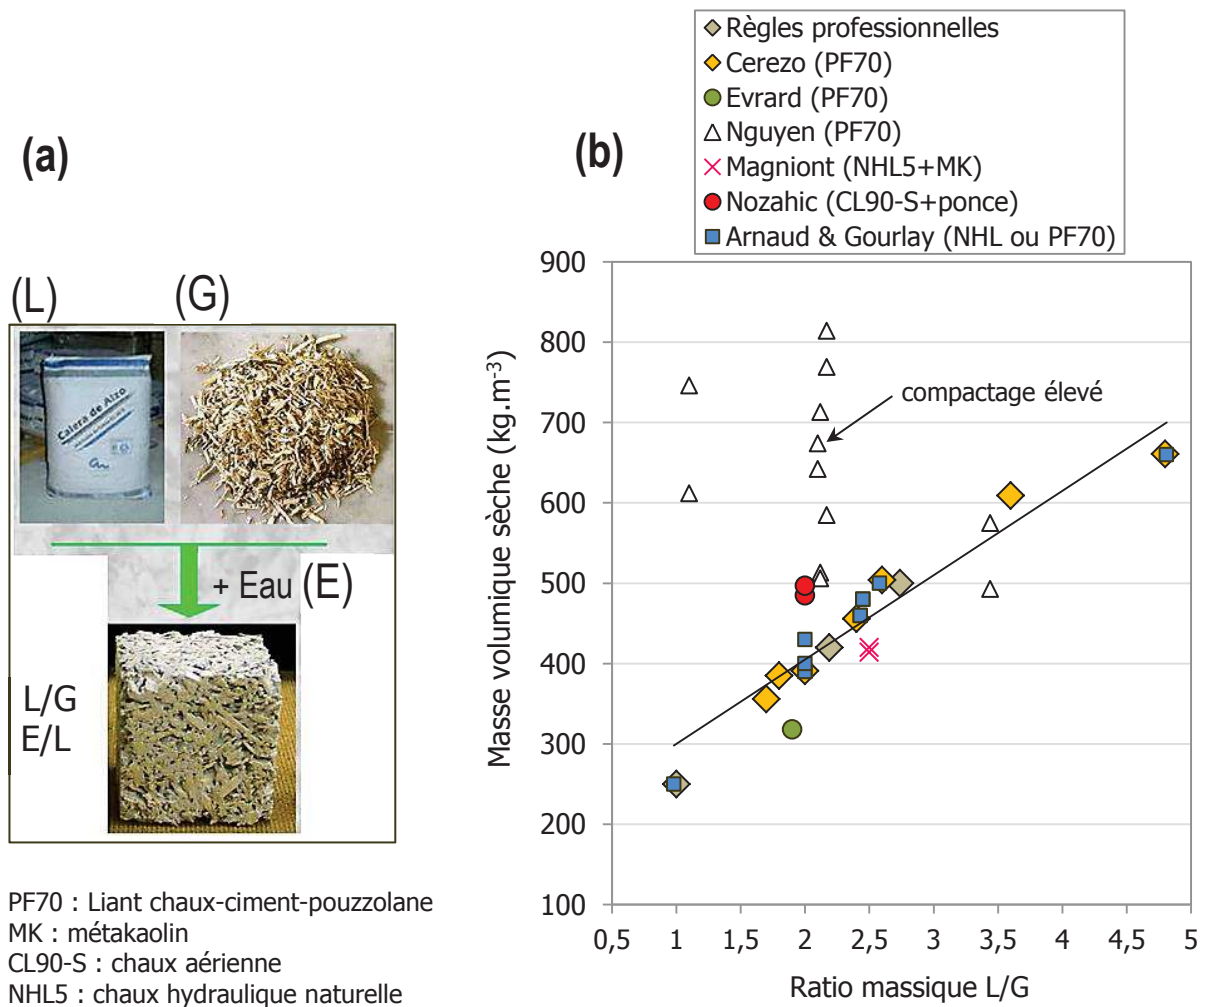 (a)
(L)
(G)
Calera de Alzo
+ Eau (E)
L/G
E/L
PF70 : Liant chaux-ciment-pouzzolane
MK : métakaolin
CL90-S : chaux aérienne
NHL5 : chaux hydraulique naturelle
(b)
Règles professionnelles
Cerezo (PF70)
Evrard (PF70)
Nguyen (PF70)
Magniont (NHL5+MK)
Nozahic (CL90-S+ponce)
Arnaud & Gourlay (NHL ou PF70)
Masse volumique sèche (kg.m-3)
900
800
700
600
500
400
300
200
100
compactage élevé
0,5 1 1,5 2 2,5 3 3,5 4 4,5 5
Ratio massique L/G